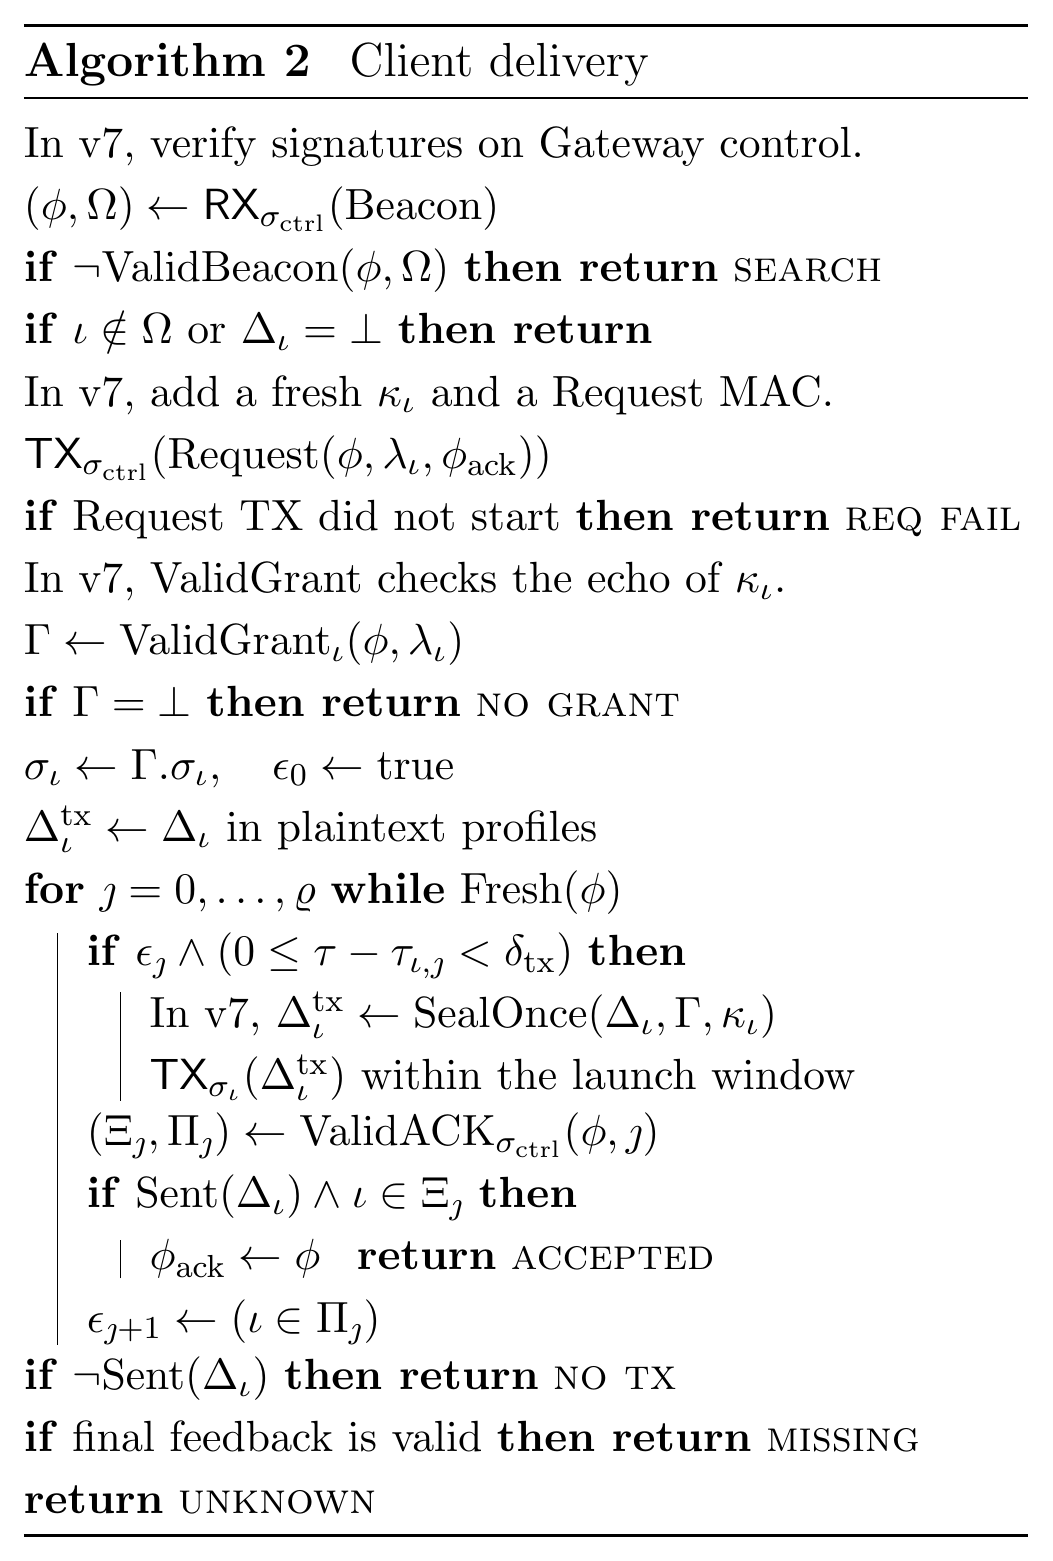 Algorithm 2 Client delivery
In v7, verify signatures on Gateway control.
(ϕ, Ω) ← RX_{σ_ctrl}(Beacon)
if ¬ValidBeacon(ϕ, Ω) then return SEARCH
if ι ∉ Ω or Δ_ι = ⊥ then return
In v7, add a fresh κ_ι and a Request MAC.
TX_{σ_ctrl}(Request(ϕ, λ_ι, ϕ_ack))
if Request TX did not start then return REQ FAIL
In v7, ValidGrant checks the echo of κ_ι.
Γ ← ValidGrant_ι(ϕ, λ_ι)
if Γ = ⊥ then return NO GRANT
σ_ι ← Γ.σ_ι, ϵ_0 ← true
Δ_ι^tx ← Δ_ι in plaintext profiles
for ȷ = 0, . . . , ϱ while Fresh(ϕ)
if ϵ_ȷ ∧ (0 ≤ τ − τ_{ι,ȷ} < δ_tx) then
In v7, Δ_ι^tx ← SealOnce(Δ_ι, Γ, κ_ι)
TX_{σ_ι}(Δ_ι^tx) within the launch window
(Ξ_ȷ, Π_ȷ) ← ValidACK_{σ_ctrl}(ϕ, ȷ)
if Sent(Δ_ι) ∧ ι ∈ Ξ_ȷ then
ϕ_ack ← ϕ return ACCEPTED
ϵ_{ȷ+1} ← (ι ∈ Π_ȷ)
if ¬Sent(Δ_ι) then return NO TX
if final feedback is valid then return MISSING
return UNKNOWN